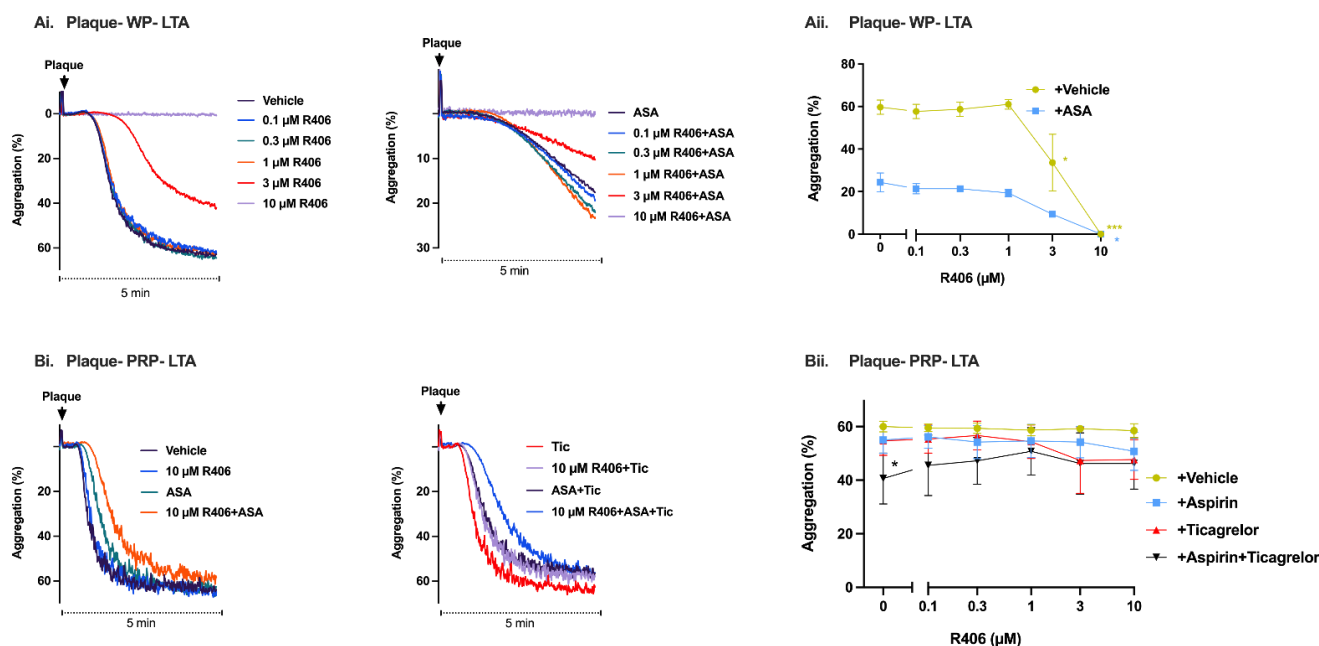 Ai. Plaque- WP- LTA
Plaque
Aggregation (%)
0
20
40
60
5 min
Vehicle
0.1 µM R406
0.3 µM R406
1 µM R406
3 µM R406
10 µM R406
Plaque
Aggregation (%)
0
10
20
30
5 min
ASA
0.1 µM R406+ASA
0.3 µM R406+ASA
1 µM R406+ASA
3 µM R406+ASA
10 µM R406+ASA
Aii. Plaque- WP- LTA
Aggregation (%)
80
60
40
20
0
0 0.1 0.3 1 3 10
R406 (µM)
+Vehicle
+ASA
*
***
*
Bi. Plaque- PRP- LTA
Plaque
Aggregation (%)
20
40
60
5 min
Vehicle
10 µM R406
ASA
10 µM R406+ASA
Plaque
Aggregation (%)
20
40
60
5 min
Tic
10 µM R406+Tic
ASA+Tic
10 µM R406+ASA+Tic
Bii. Plaque- PRP- LTA
Aggregation (%)
80
60
40
20
0
*
0 0.1 0.3 1 3 10
R406 (µM)
+Vehicle
+Aspirin
+Ticagrelor
+Aspirin+Ticagrelor